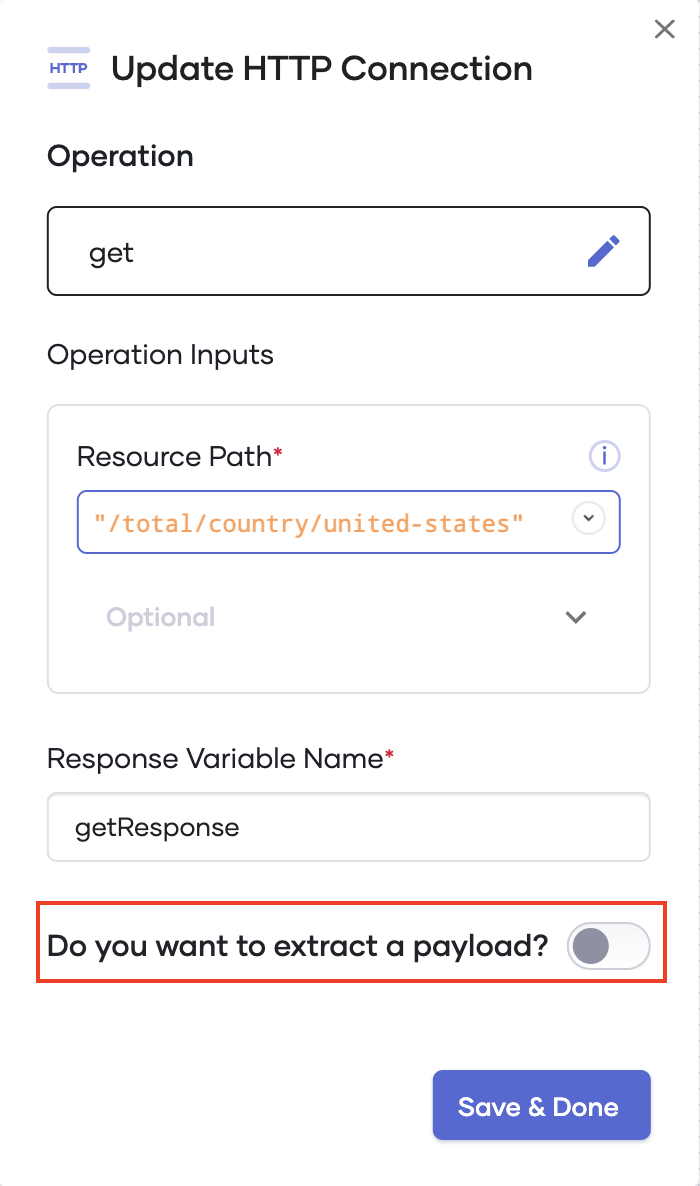 HTTP
Update HTTP Connection
Operation
get
Operation Inputs
Resource Path*
i
"/total/country/united-states"
Optional
Response Variable Name*
getResponse
Do you want to extract a payload?
Save & Done